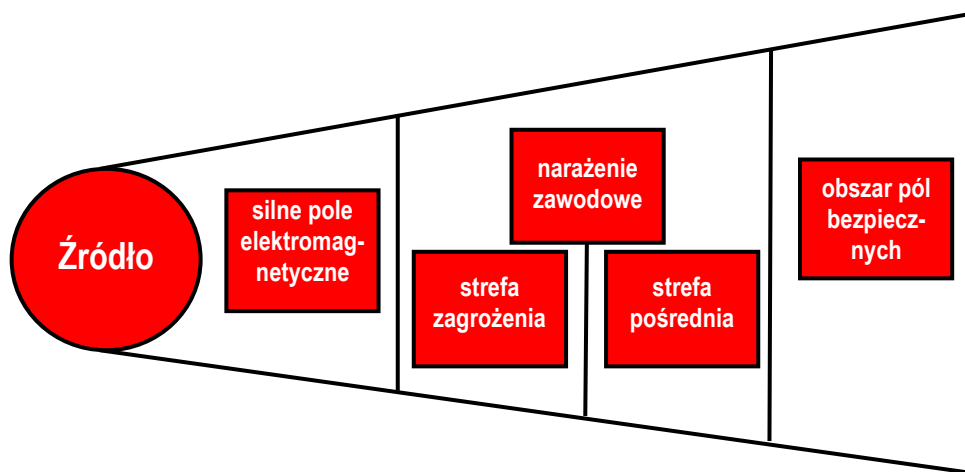 Źródło
silne pole
elektromag-
netyczne
narażenie
zawodowe
strefa
zagrożenia
strefa
pośrednia
obszar pól
bezpiecz-
nych